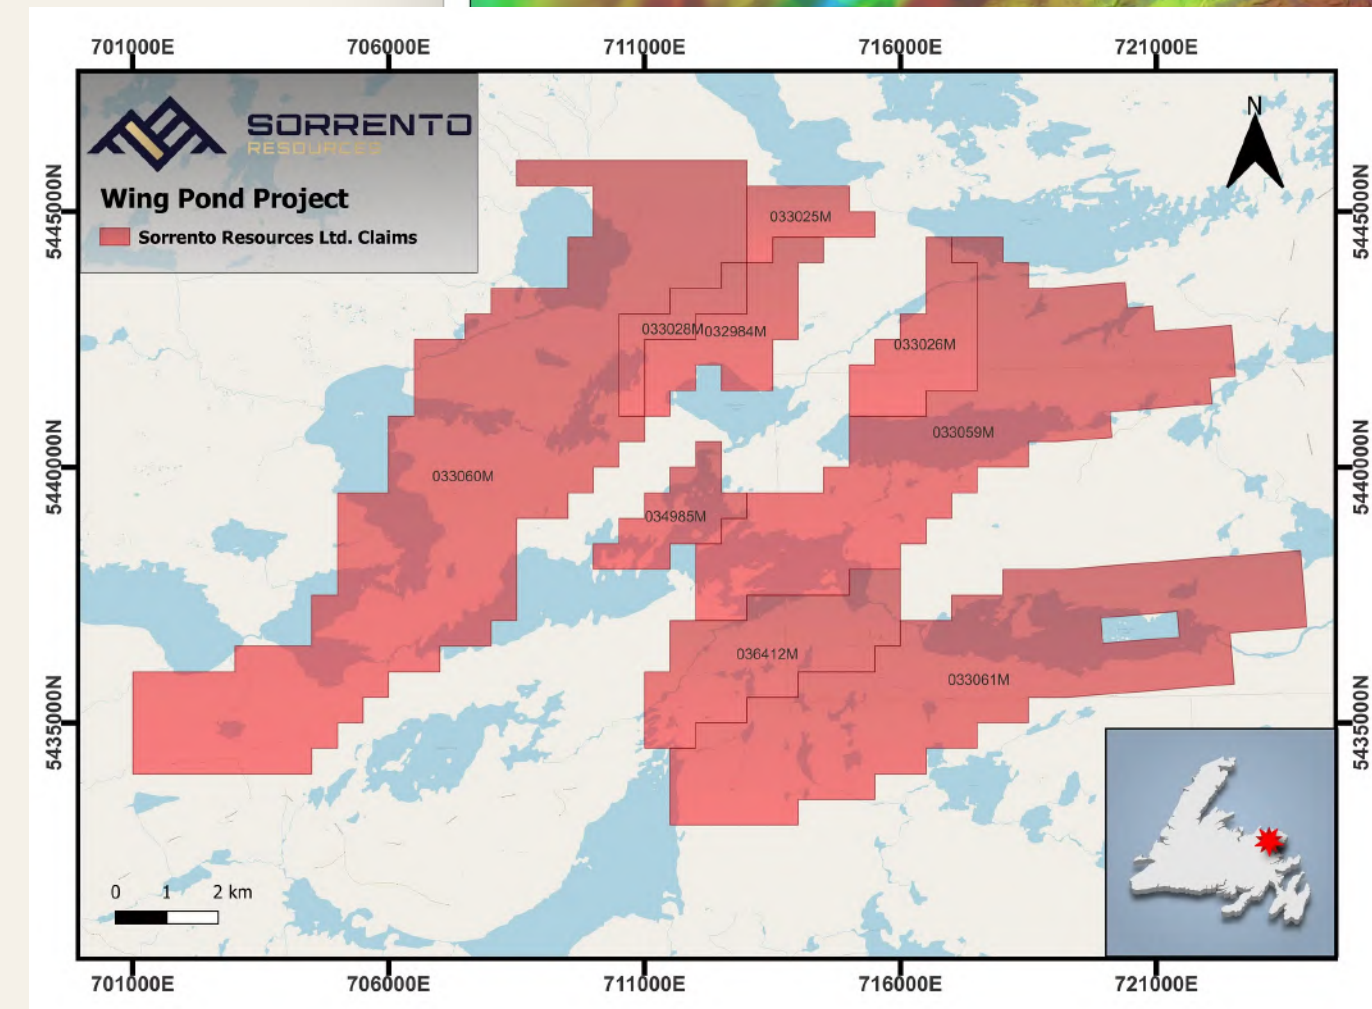 701000E 706000E 711000E 716000E 721000E
SORRENTO
RESOURCES
Wing Pond Project
Sorrento Resources Ltd. Claims
N
5445000N
5445000N
033025M
033028M
032984M
033026M
033059M
5440000N
5440000N
033060M
034985M
036412M
033061M
5435000N
5435000N
0 1 2 km
701000E 706000E 711000E 716000E 721000E